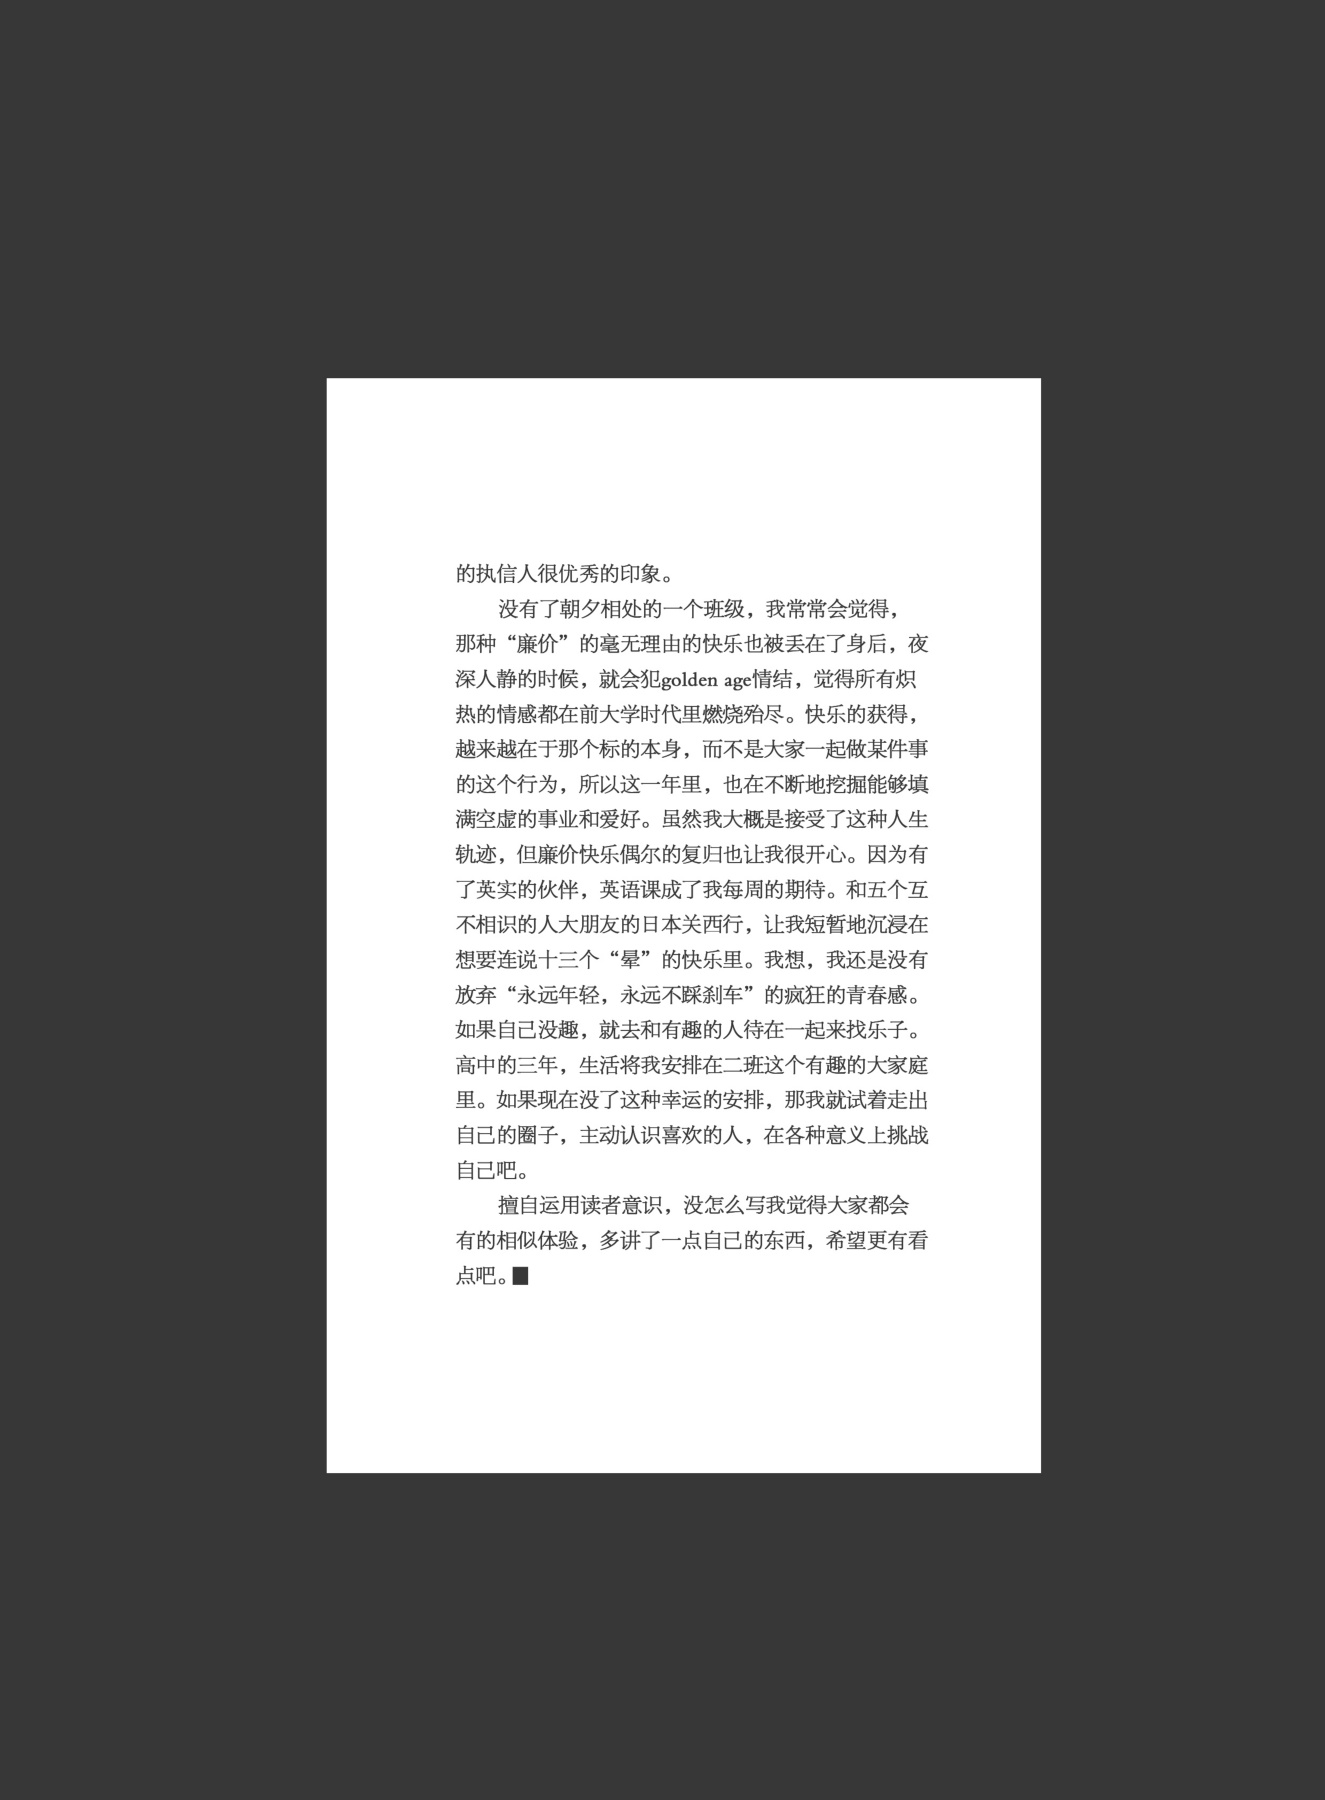 的执信人很优秀的印象。
没有了朝夕相处的一个班级，我常常会觉得，
那种“廉价”的毫无理由的快乐也被丢在了身后，夜
深人静的时候，就会犯golden age情结，觉得所有炽
热的情感都在前大学时代里燃烧殆尽。快乐的获得，
越来越在于那个标的本身，而不是大家一起做某件事
的这个行为，所以这一年里，也在不断地挖掘能够填
满空虚的事业和爱好。虽然我大概是接受了这种人生
轨迹，但廉价快乐偶尔的复归也让我很开心。因为有
了英实的伙伴，英语课成了我每周的期待。和五个互
不相识的人大朋友的日本关西行，让我短暂地沉浸在
想要连说十三个“晕”的快乐里。我想，我还是没有
放弃“永远年轻，永远不踩刹车”的疯狂的青春感。
如果自己没趣，就去和有趣的人待在一起来找乐子。
高中的三年，生活将我安排在二班这个有趣的大家庭
里。如果现在没了这种幸运的安排，那我就试着走出
自己的圈子，主动认识喜欢的人，在各种意义上挑战
自己吧。
擅自运用读者意识，没怎么写我觉得大家都会
有的相似体验，多讲了一点自己的东西，希望更有看
点吧。